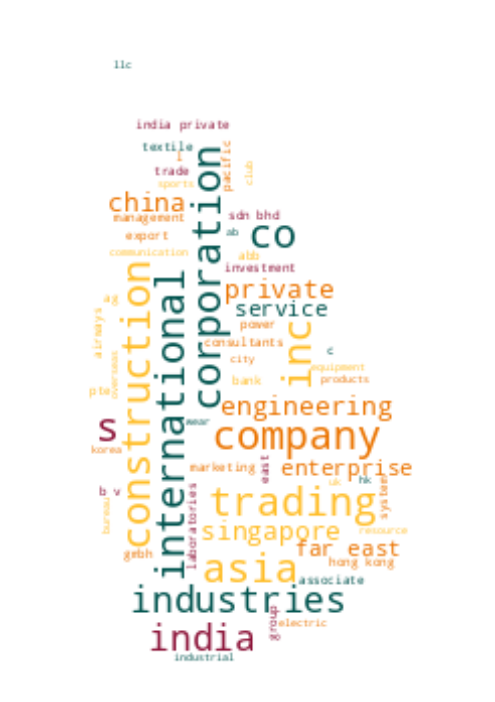 llc
india private
textile
l
pacific
trade
club
sports
china
management
sdn bhd
export
ab
co
corporation
communication
abb
investment
construction
international
private
a
os
service
airways
power
inc
consultants
c
city
overseas
equipment
bank
products
pte
engineering
s
wear
company
korea
marketing
east
enterprise
uk
hk
system
b v
laboratories
trading
bureau
singapore
resource
gmbh
far east
hong kong
asia
associate
industries
group
electric
india
industrial